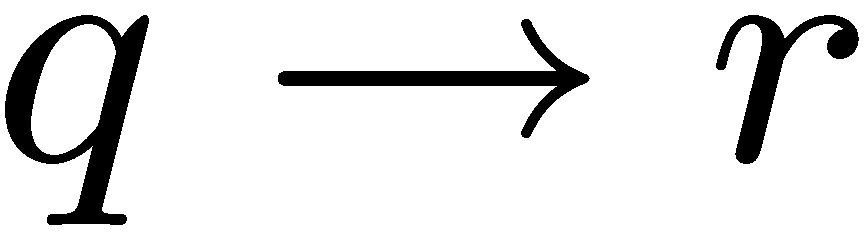 q → r